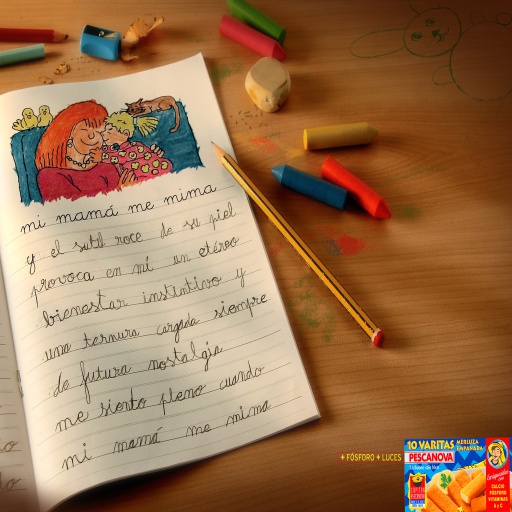 mi mamá me mima
y el sutil roce de su piel
provoca en mí un etéreo
bienestar instintivo y
una ternura cargada siempre
de futura nostalgia
me siento pleno cuando
mi mamá me mima
+ FÓSFORO + LUCES
10 VARITAS
MERLUZA EMPANADA
PESCANOVA
CALCIO
FÓSFORO
VITAMINAS
A y C